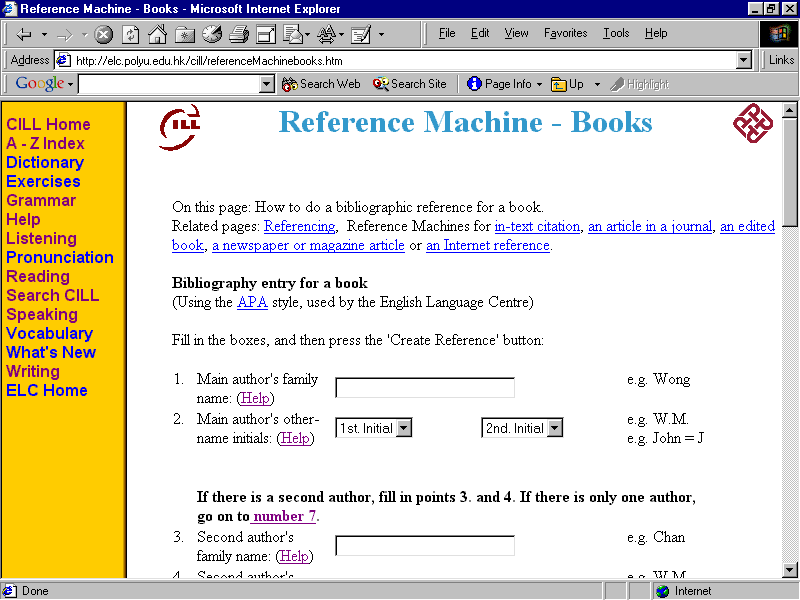 Reference Machine - Books - Microsoft Internet Explorer
File Edit View Favorites Tools Help
Address http://elc.polyu.edu.hk/cill/referenceMachinebooks.htm Links
Google Search Web Search Site Page Info Up Highlight
CILL Home
A - Z Index
Dictionary
Exercises
Grammar
Help
Listening
Pronunciation
Reading
Search CILL
Speaking
Vocabulary
What's New
Writing
ELC Home
CILL
Reference Machine - Books
On this page: How to do a bibliographic reference for a book.
Related pages: Referencing, Reference Machines for in-text citation, an article in a journal, an edited
book, a newspaper or magazine article or an Internet reference.
Bibliography entry for a book
(Using the APA style, used by the English Language Centre)
Fill in the boxes, and then press the 'Create Reference' button:
1. Main author's family e.g. Wong
name: (Help)
2. Main author's other- 1st. Initial 2nd. Initial e.g. W.M.
name initials: (Help) e.g. John = J
If there is a second author, fill in points 3. and 4. If there is only one author,
go on to number 7.
3. Second author's e.g. Chan
family name: (Help)
4. Second author's e.g. W.M.
Done Internet